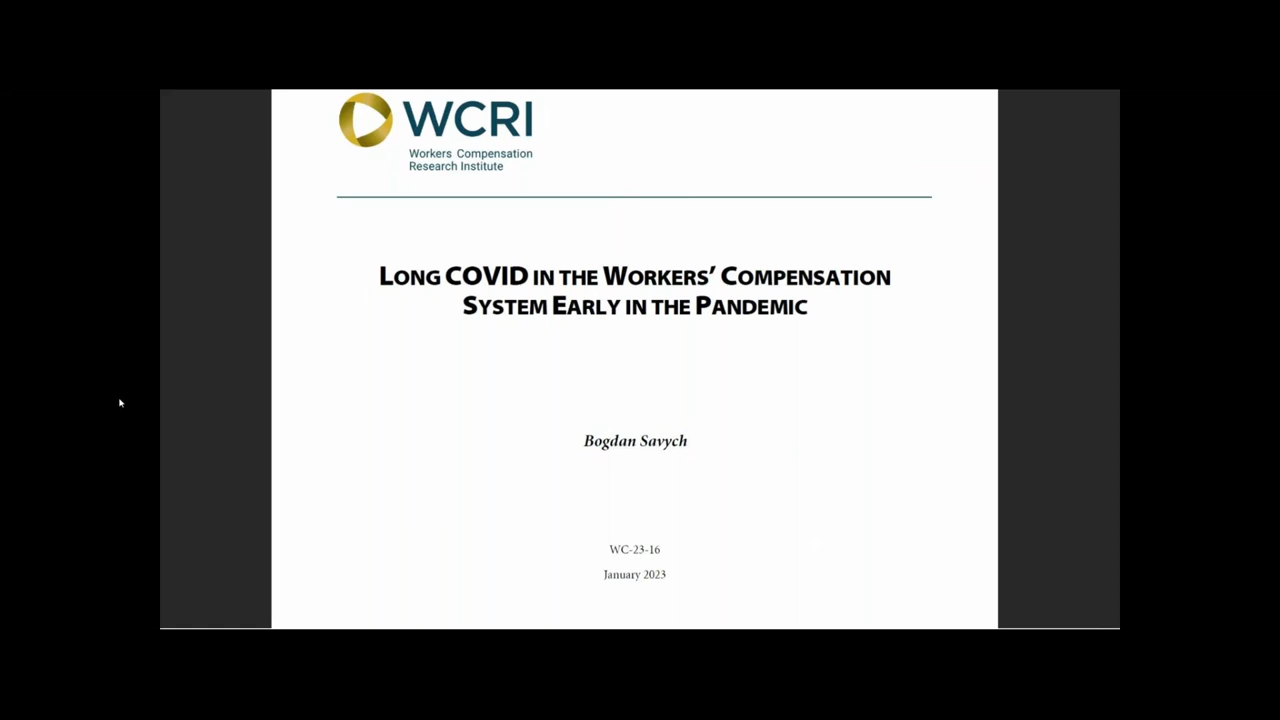 WCRI
Workers Compensation
Research Institute
LONG COVID IN THE WORKERS’ COMPENSATION
SYSTEM EARLY IN THE PANDEMIC
Bogdan Savych
WC-23-16
January 2023